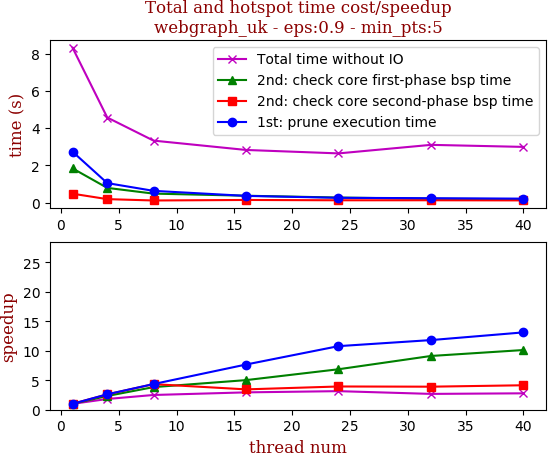 Total and hotspot time cost/speedup
webgraph_uk - eps:0.9 - min_pts:5
time (s)
8
6
4
2
0
Total time without IO
2nd: check core first-phase bsp time
2nd: check core second-phase bsp time
1st: prune execution time
0 5 10 15 20 25 30 35 40
speedup
25
20
15
10
5
0
0 5 10 15 20 25 30 35 40
thread num